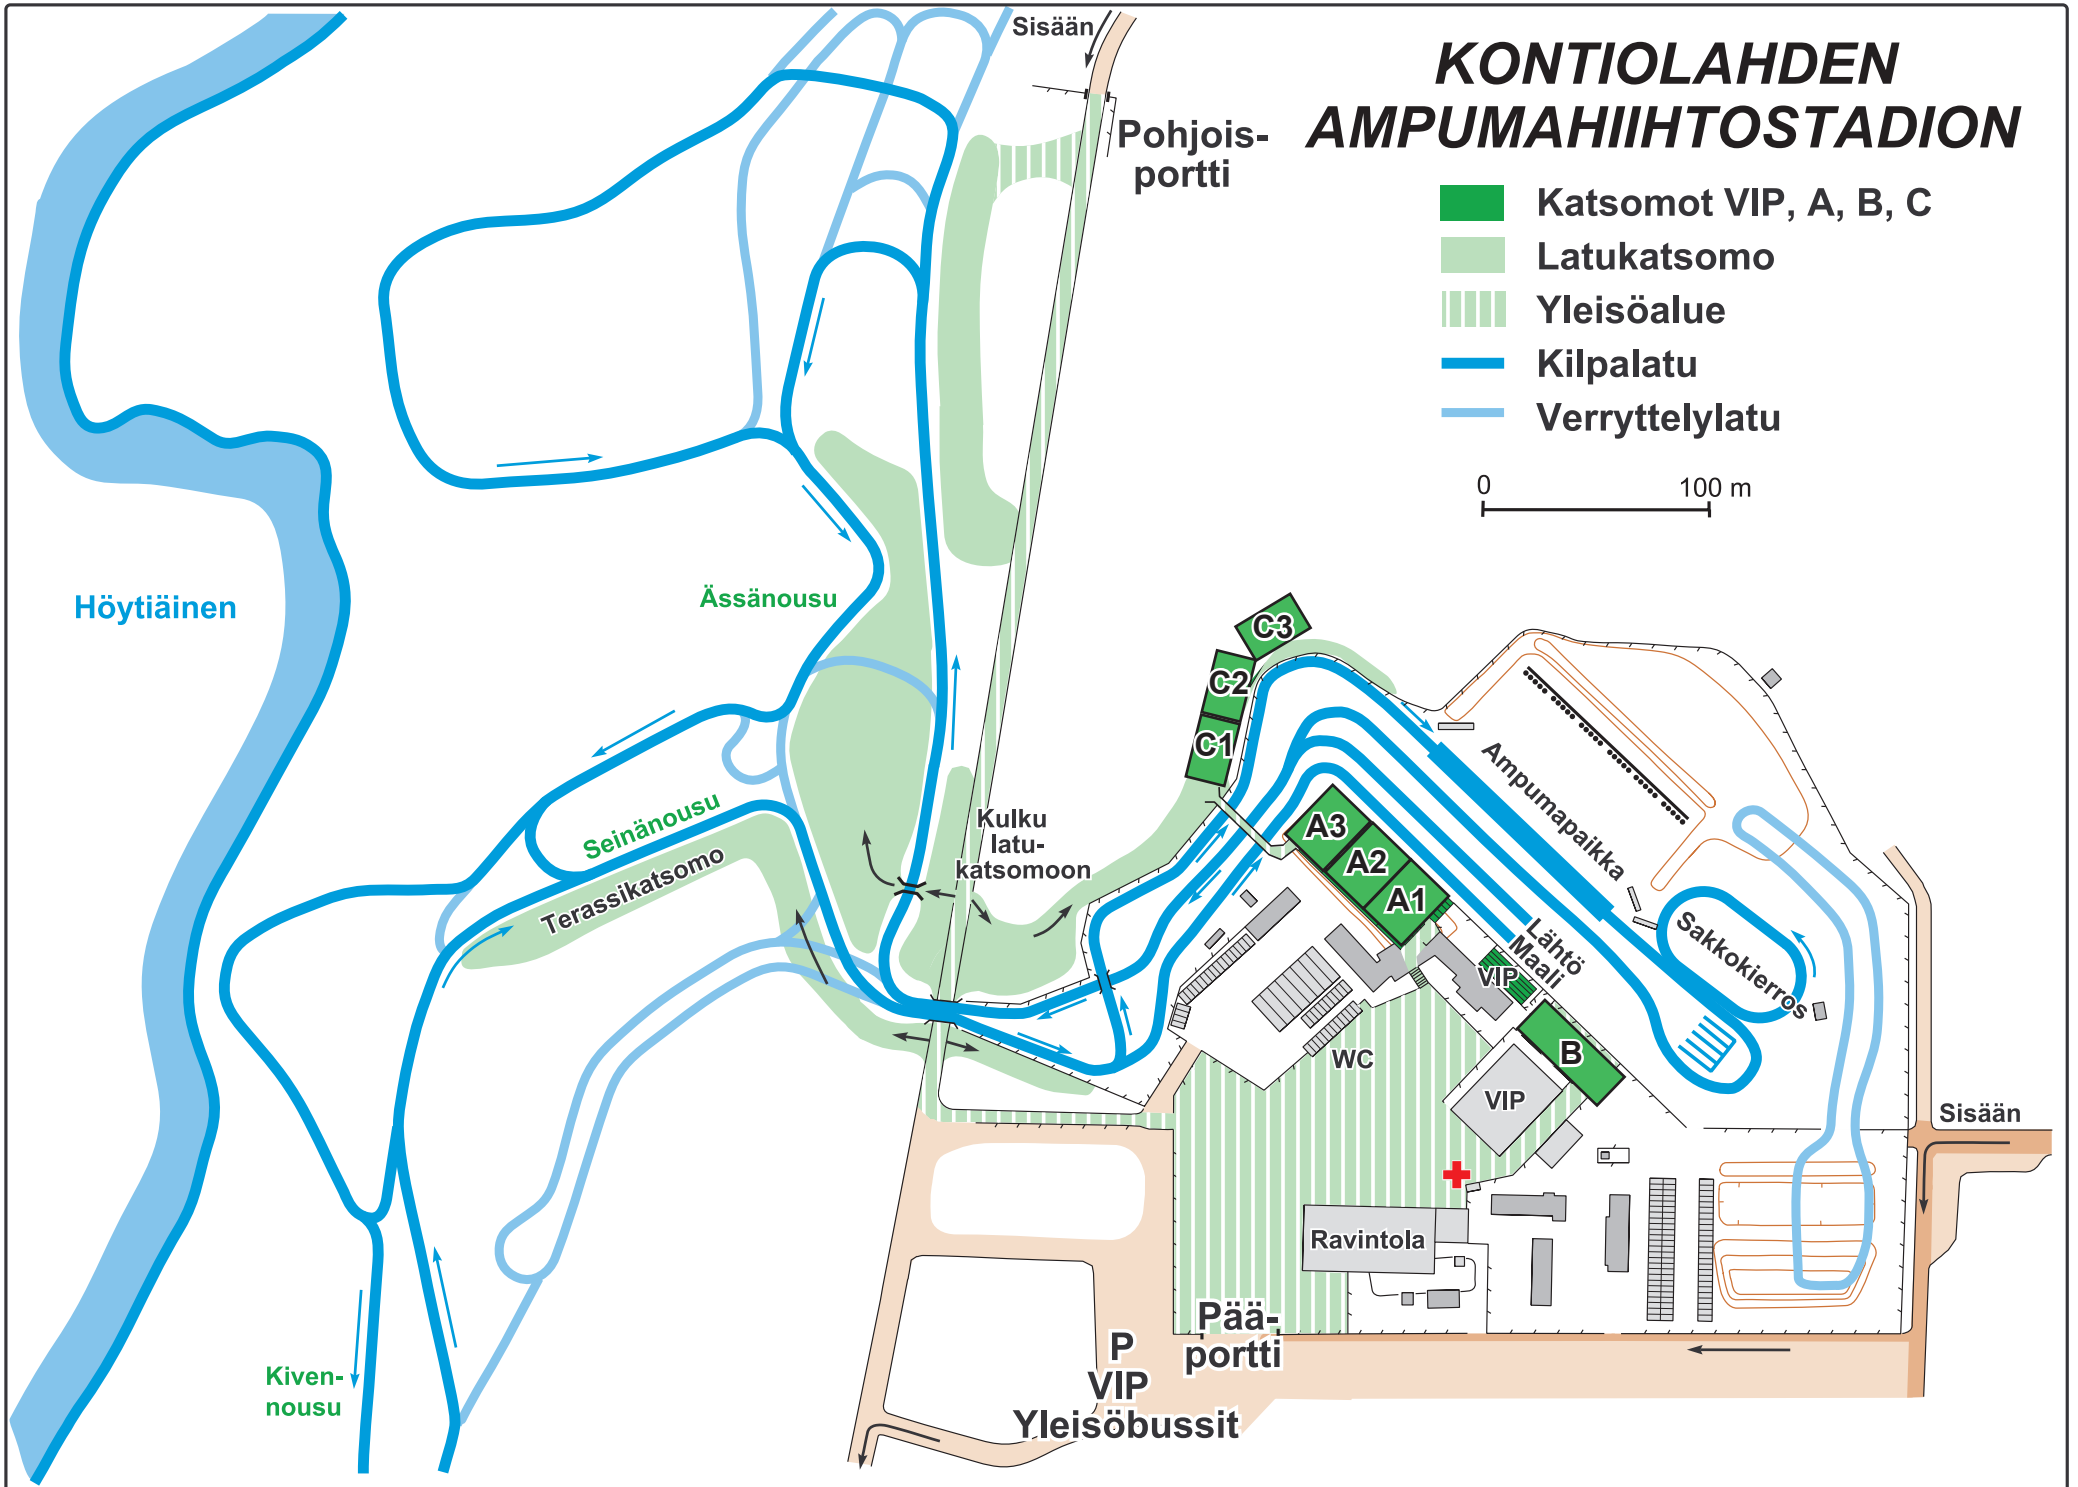 KONTIOLAHDEN
AMPUMAHIIHTOSTADION
Sisään
Pohjois-
portti
Katsomot VIP, A, B, C
Latukatsomo
Yleisöalue
Kilpalatu
Verryttelylatu
0
100 m
Höytiäinen
Ässänousu
Seinänousu
Terassikatsomo
Kulku
latu-
katsomoon
C3
C2
C1
A3
A2
A1
Ampumapaikka
Sakkokierros
Lähtö
Maali
VIP
B
WC
VIP
Sisään
Ravintola
Pää-
portti
P
VIP
Yleisöbussit
Kiven-
nousu